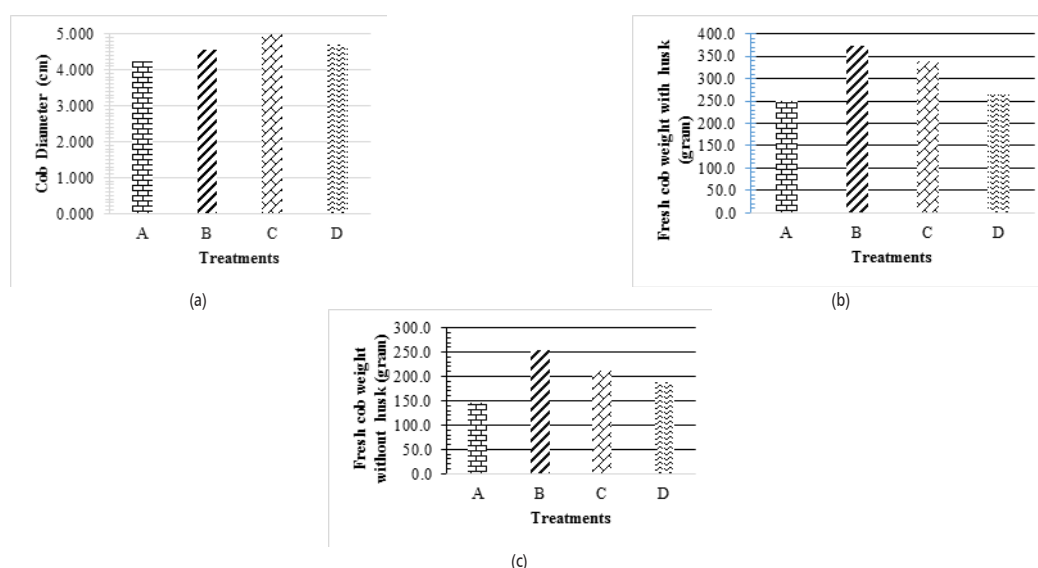 5.000
4.000
3.000
2.000
1.000
0.000
Cob Diameter (cm)
A B C D
Treatments
(a)
400.0
350.0
300.0
250.0
200.0
150.0
100.0
50.0
0.0
Fresh cob weight with husk
(gram)
A B C D
Treatments
(b)
300.0
250.0
200.0
150.0
100.0
50.0
0.0
Fresh cob weight
without husk (gram)
A B C D
Treatments
(c)